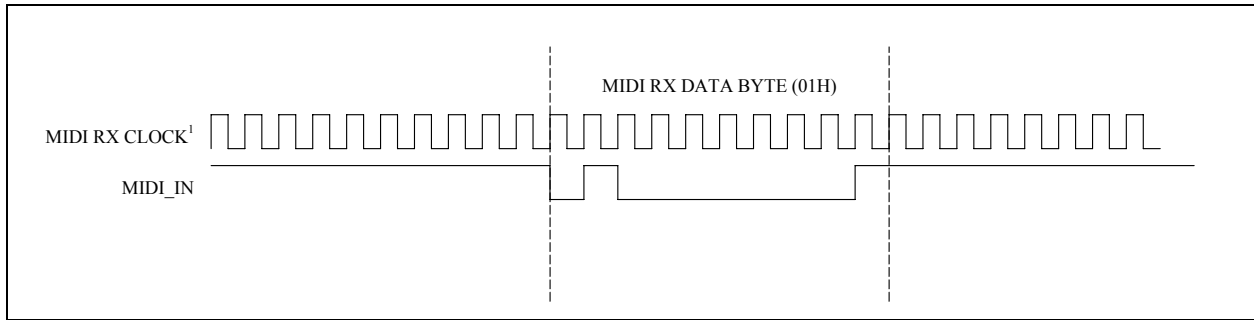 MIDI RX DATA BYTE (01H)
MIDI RX CLOCK1
MIDI_IN